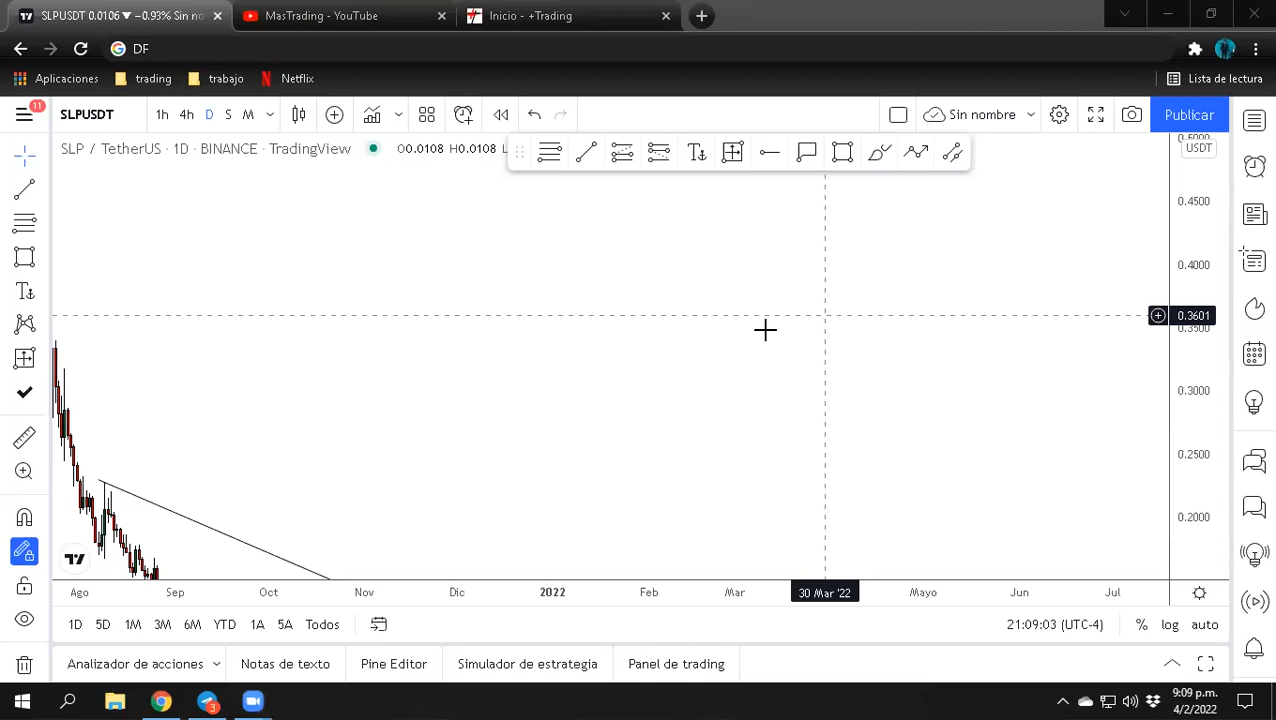 SLPUSDT 0.0106 ▼ −0.93% Sin n
MasTrading - YouTube
Inicio - +Trading
DF
Aplicaciones
trading
trabajo
Netflix
Lista de lectura
11
SLPUSDT
1h
4h
D
S
M
Sin nombre
Publicar
SLP / TetherUS · 1D · BINANCE · TradingView
O0.0108 H0.0108
USDT
0.4500
0.4000
0.3601
0.3500
0.3000
0.2500
0.2000
Ago
Sep
Oct
Nov
Dic
2022
Feb
Mar
30 Mar '22
Mayo
Jun
Jul
1D
5D
1M
3M
6M
YTD
1A
5A
Todos
21:09:03 (UTC-4)
%
log
auto
Analizador de acciones
Notas de texto
Pine Editor
Simulador de estrategia
Panel de trading
3
9:09 p.m.
4/2/2022